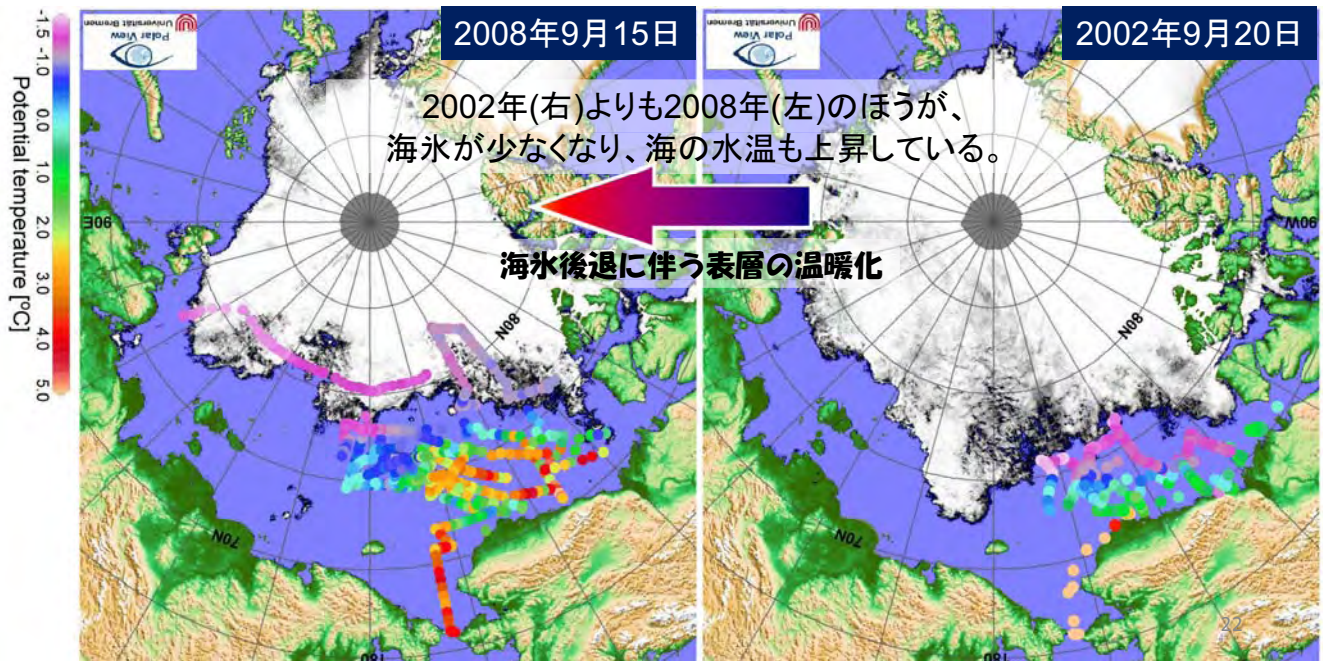 2008年9月15日
2002年9月20日
2002年(右)よりも2008年(左)のほうが、
海氷が少なくなり、海の水温も上昇している。
海氷後退に伴う表層の温暖化
Potential temperature [ºC]
-1.5
-1.0
0.0
1.0
2.0
3.0
4.0
5.0
Universität Bremen
Polar View
90E
80N
70N
180
Universität Bremen
Polar View
90W
80N
70N
180
22